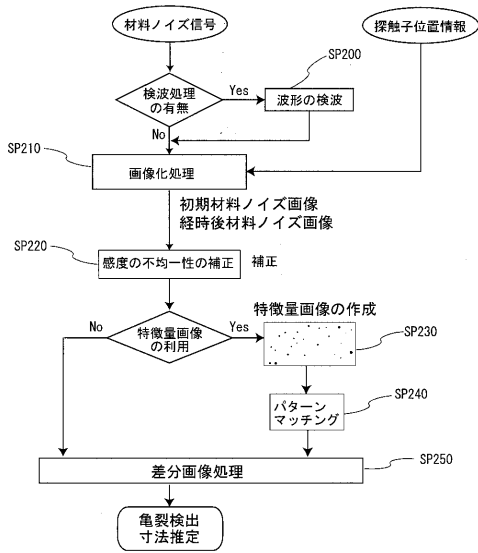 材料ノイズ信号
探触子位置情報
検波処理
の有無
Yes
SP200
波形の検波
No
SP210
画像化処理
初期材料ノイズ画像
経時後材料ノイズ画像
SP220
感度の不均一性の補正
補正
特徴量画像の作成
No
特徴量画像
の利用
Yes
SP230
SP240
パターン
マッチング
SP250
差分画像処理
亀裂検出
寸法推定